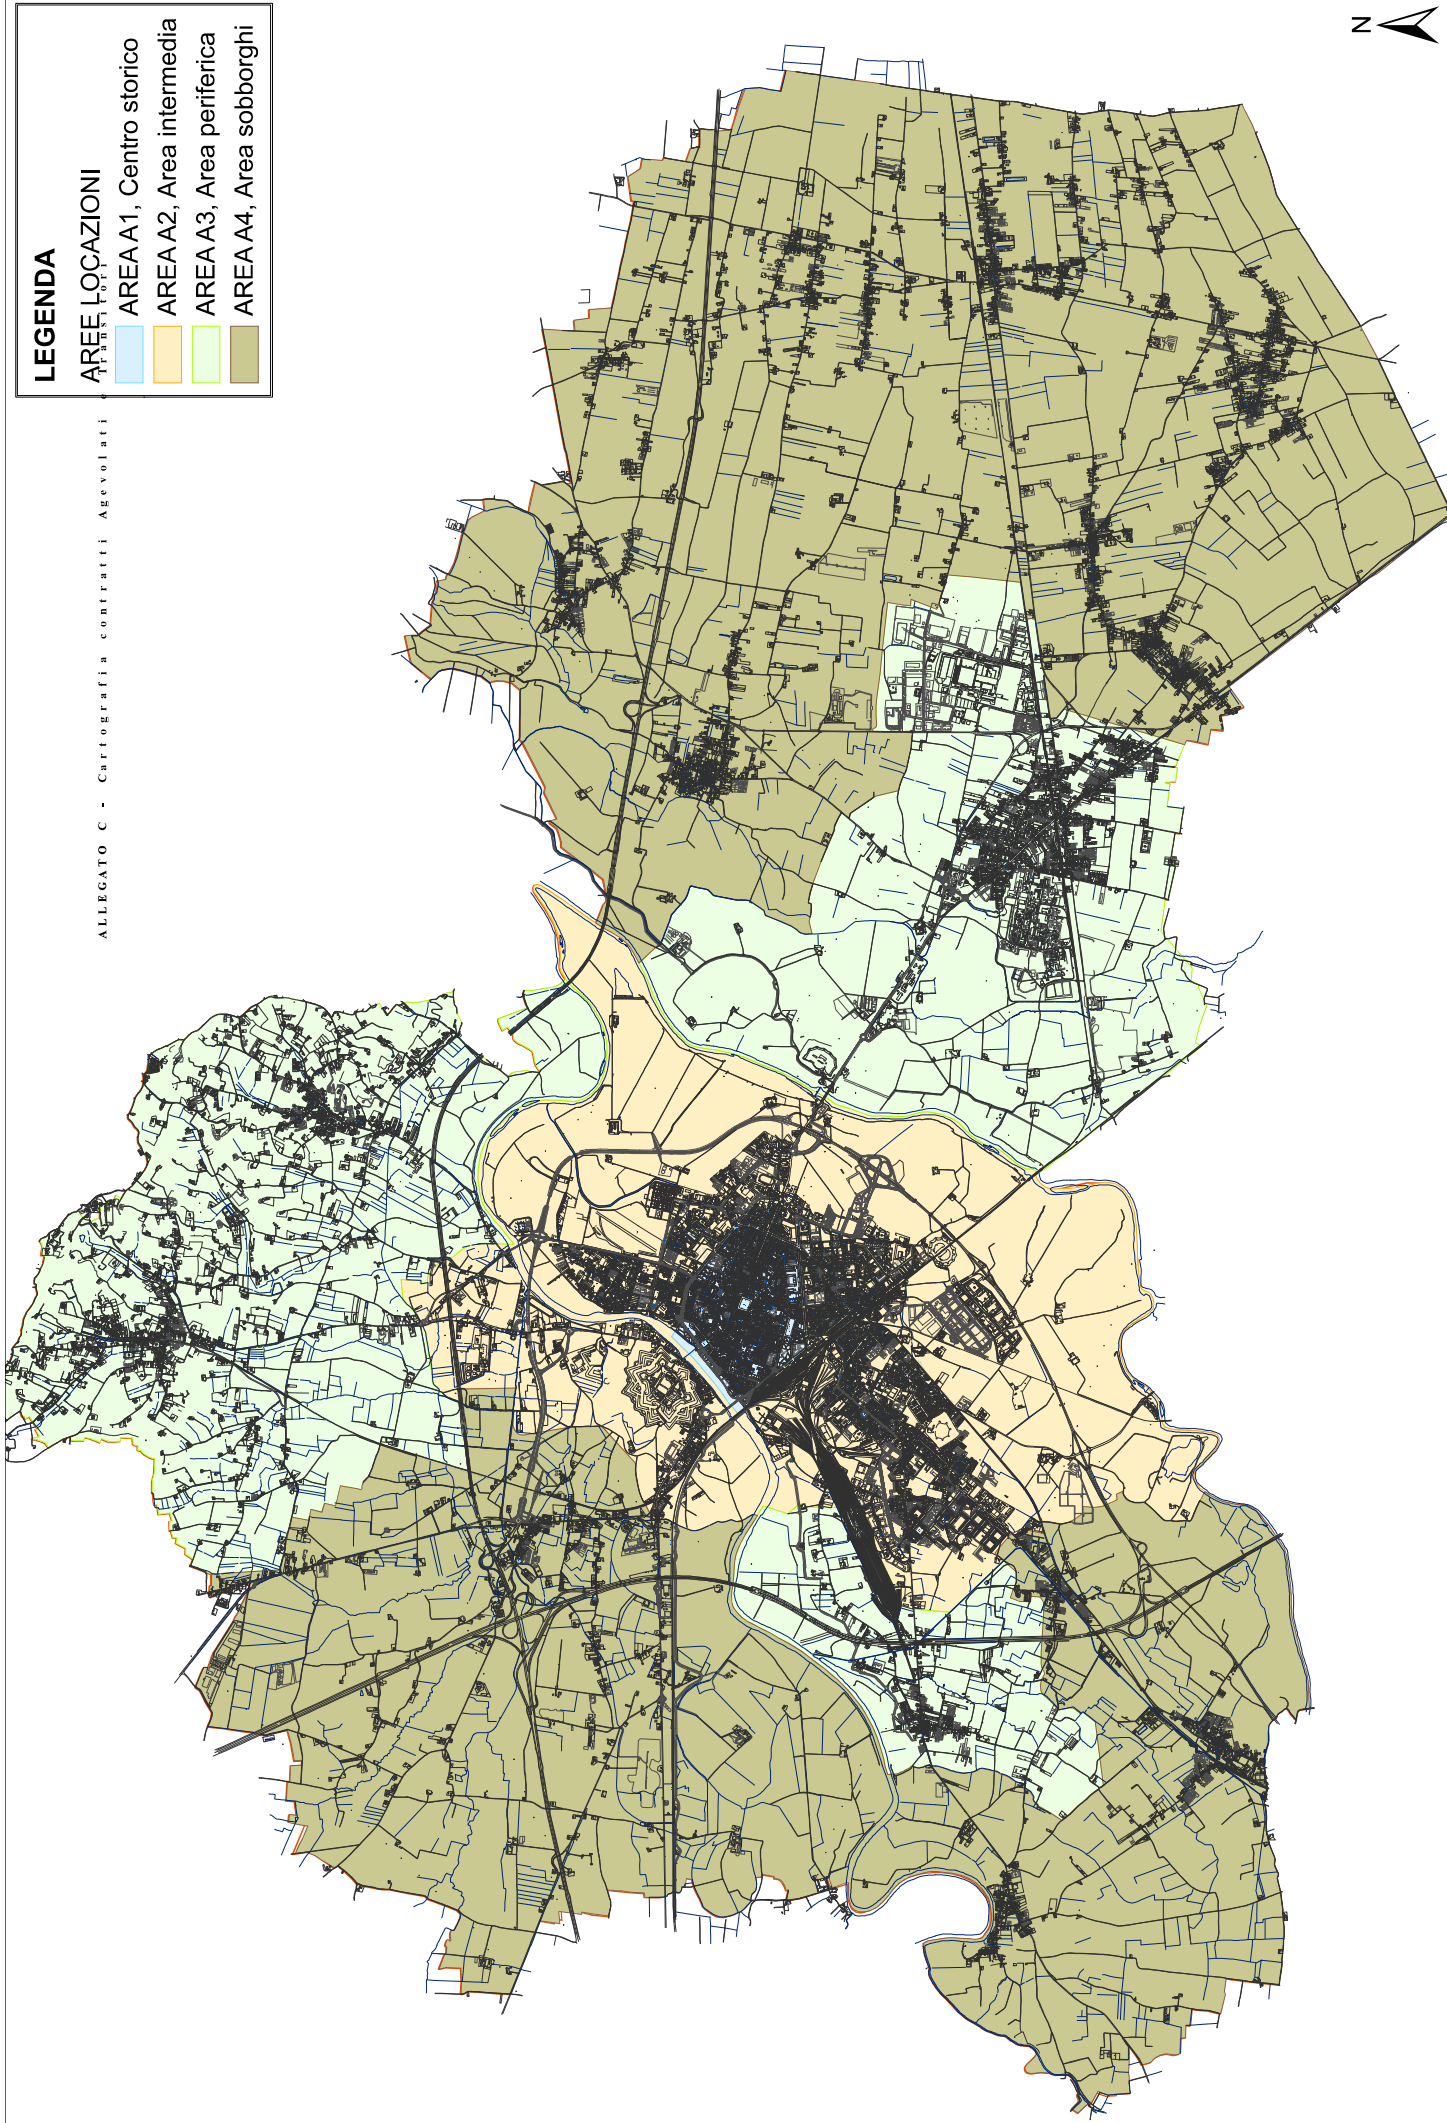 LEGENDA
AREE LOCAZIONI
AREA A1, Centro storico
AREA A2, Area intermedia
AREA A3, Area periferica
AREA A4, Area sobborghi
ALLEGATO C - Cartografia contratti Agevolati e Transitori
N